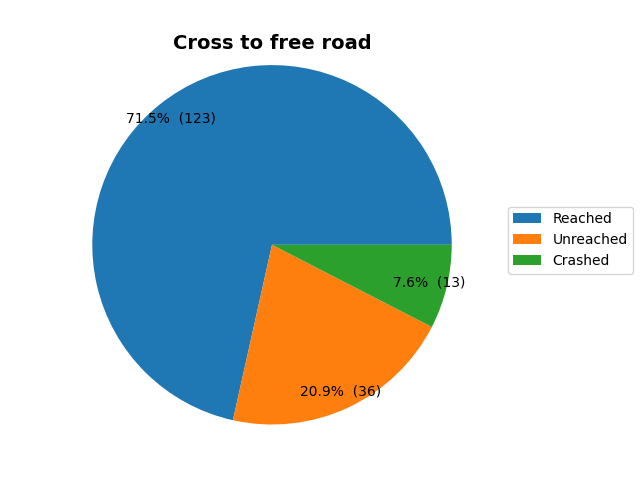 Cross to free road
71.5%  (123)
Reached
Unreached
Crashed
7.6%  (13)
20.9%  (36)